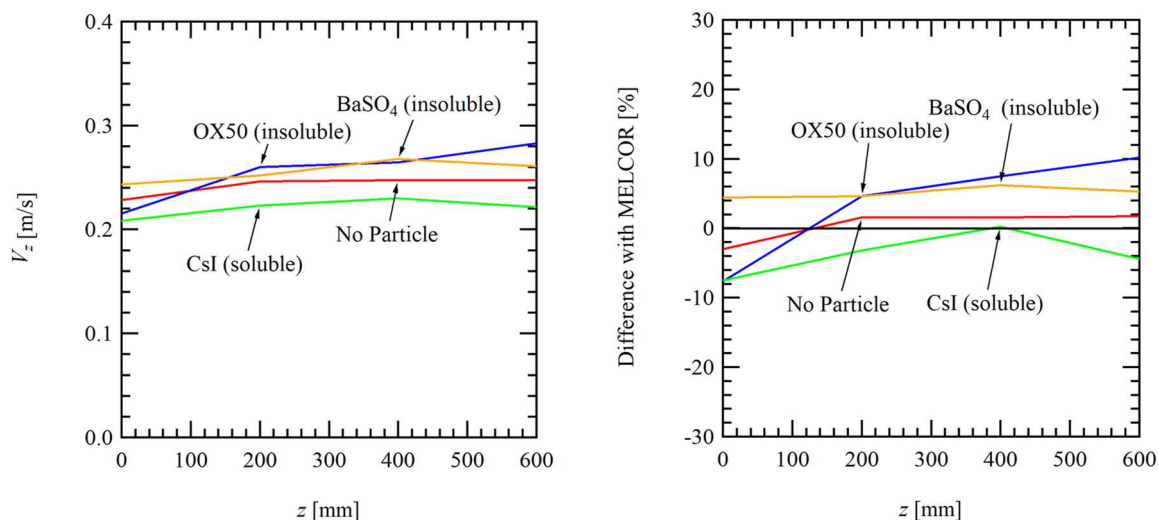 0.4
0.3
0.2
0.1
0.0
V_z [m/s]
OX50 (insoluble)
BaSO₄ (insoluble)
No Particle
CsI (soluble)
0 100 200 300 400 500 600
z [mm]
30
20
10
0
-10
-20
-30
Difference with MELCOR [%]
BaSO₄ (insoluble)
OX50 (insoluble)
No Particle
CsI (soluble)
0 100 200 300 400 500 600
z [mm]